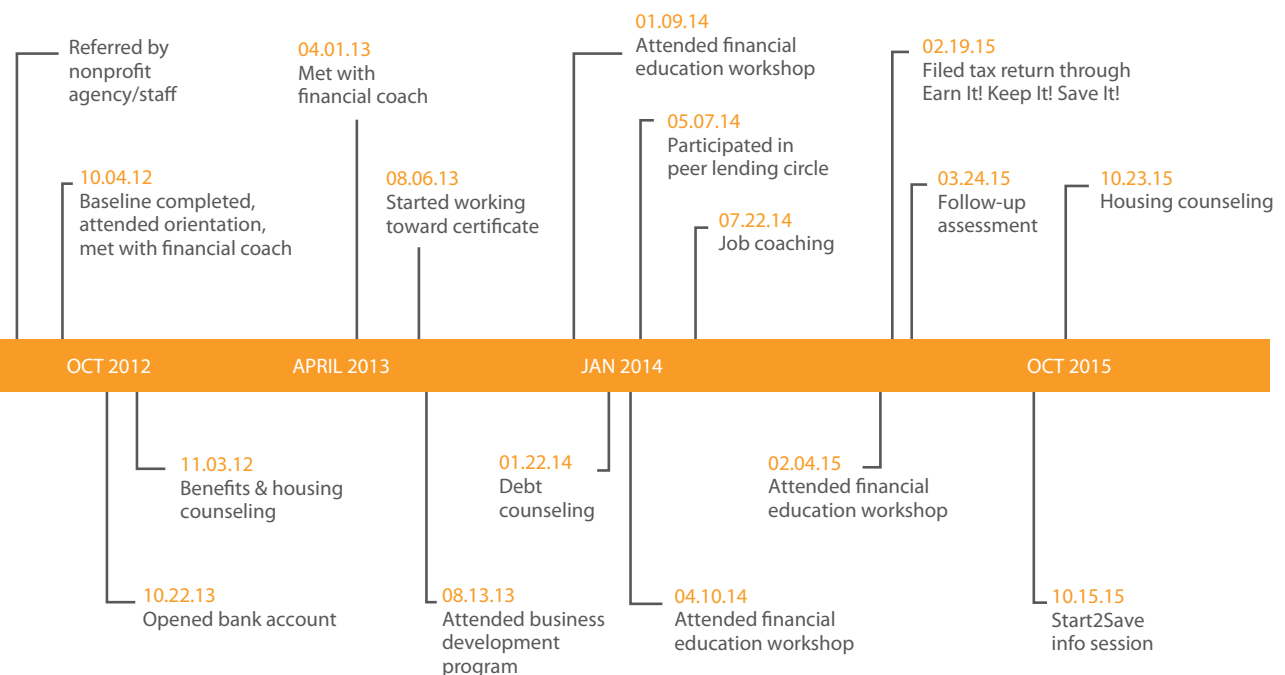 Referred by
nonprofit
agency/staff
10.04.12
Baseline completed,
attended orientation,
met with financial coach
04.01.13
Met with
financial coach
08.06.13
Started working
toward certificate
01.09.14
Attended financial
education workshop
05.07.14
Participated in
peer lending circle
07.22.14
Job coaching
02.19.15
Filed tax return through
Earn It! Keep It! Save It!
03.24.15
Follow-up
assessment
10.23.15
Housing counseling
OCT 2012
APRIL 2013
JAN 2014
OCT 2015
11.03.12
Benefits & housing
counseling
10.22.13
Opened bank account
08.13.13
Attended business
development
program
01.22.14
Debt
counseling
04.10.14
Attended financial
education workshop
02.04.15
Attended financial
education workshop
10.15.15
Start2Save
info session